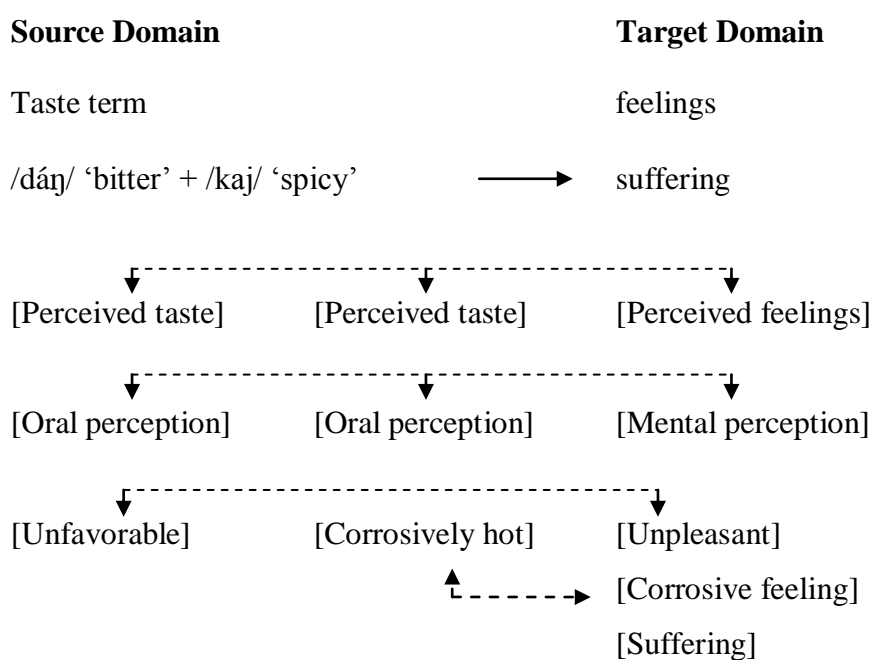 Source Domain Target Domain
Taste term feelings
/dáŋ/ ‘bitter’ + /kaj/ ‘spicy’ suffering
[Perceived taste] [Perceived taste] [Perceived feelings]
[Oral perception] [Oral perception] [Mental perception]
[Unfavorable] [Corrosively hot] [Unpleasant]
[Corrosive feeling]
[Suffering]